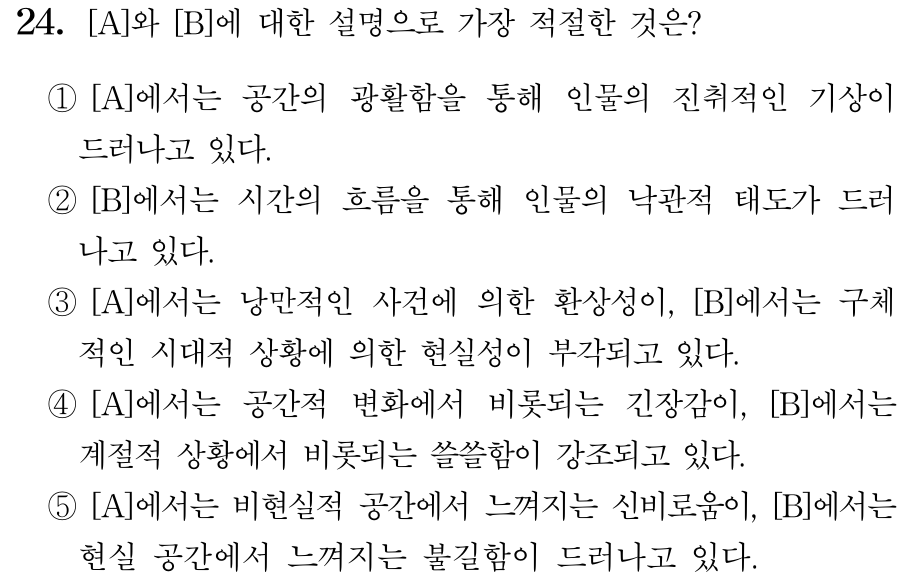 24. [A]와 [B]에 대한 설명으로 가장 적절한 것은?
① [A]에서는 공간의 광활함을 통해 인물의 진취적인 기상이
드러나고 있다.
② [B]에서는 시간의 흐름을 통해 인물의 낙관적 태도가 드러
나고 있다.
③ [A]에서는 낭만적인 사건에 의한 환상성이, [B]에서는 구체
적인 시대적 상황에 의한 현실성이 부각되고 있다.
④ [A]에서는 공간적 변화에서 비롯되는 긴장감이, [B]에서는
계절적 상황에서 비롯되는 쓸쓸함이 강조되고 있다.
⑤ [A]에서는 비현실적 공간에서 느껴지는 신비로움이, [B]에서는
현실 공간에서 느껴지는 불길함이 드러나고 있다.